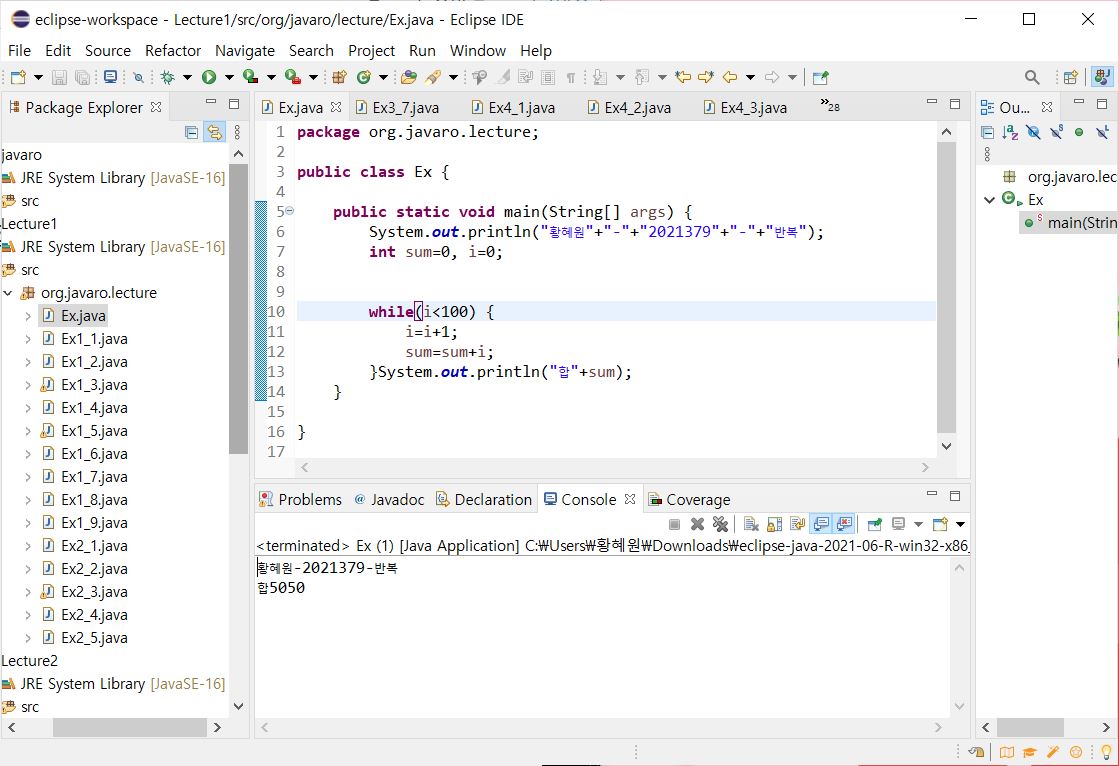 eclipse-workspace - Lecture1/src/org/javaro/lecture/Ex.java - Eclipse IDE
File Edit Source Refactor Navigate Search Project Run Window Help
Package Explorer
javaro
JRE System Library [JavaSE-16]
src
Lecture1
JRE System Library [JavaSE-16]
src
org.javaro.lecture
Ex.java
Ex1_1.java
Ex1_2.java
Ex1_3.java
Ex1_4.java
Ex1_5.java
Ex1_6.java
Ex1_7.java
Ex1_8.java
Ex1_9.java
Ex2_1.java
Ex2_2.java
Ex2_3.java
Ex2_4.java
Ex2_5.java
Lecture2
JRE System Library [JavaSE-16]
src
Ex.java Ex3_7.java Ex4_1.java Ex4_2.java Ex4_3.java »28
1 package org.javaro.lecture;
2
3 public class Ex {
4
5 public static void main(String[] args) {
6 System.out.println("황혜원"+"-"+"2021379"+"-"+"반복");
7 int sum=0, i=0;
8
9
10 while(i<100) {
11 i=i+1;
12 sum=sum+i;
13 }System.out.println("합"+sum);
14 }
15
16 }
17
Problems @ Javadoc Declaration Console Coverage
<terminated> Ex (1) [Java Application] C:₩Users₩황혜원₩Downloads₩eclipse-java-2021-06-R-win32-x86_
황혜원-2021379-반복
합5050
Ou...
org.javaro.lec
Ex
main(Strin